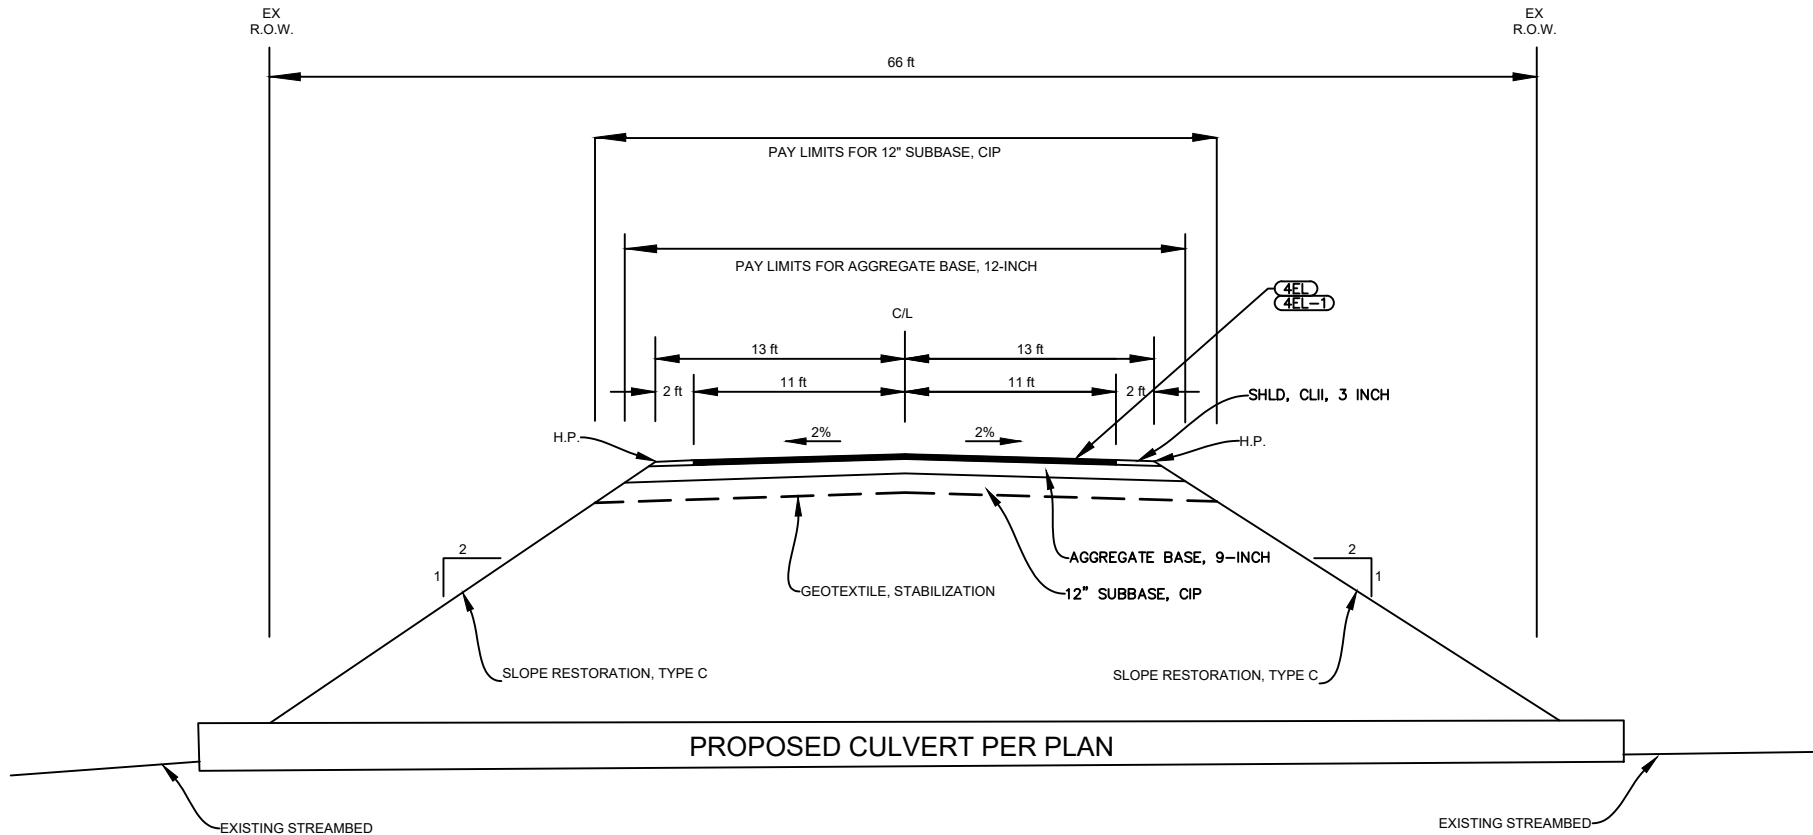 EX
R.O.W.
EX
R.O.W.
66 ft
PAY LIMITS FOR 12" SUBBASE, CIP
PAY LIMITS FOR AGGREGATE BASE, 12-INCH
4EL
4EL-1
C/L
13 ft
13 ft
2 ft
11 ft
11 ft
2 ft
SHLD, CLII, 3 INCH
H.P.
2%
2%
H.P.
2
1
2
1
AGGREGATE BASE, 9-INCH
GEOTEXTILE, STABILIZATION
12" SUBBASE, CIP
SLOPE RESTORATION, TYPE C
SLOPE RESTORATION, TYPE C
PROPOSED CULVERT PER PLAN
EXISTING STREAMBED
EXISTING STREAMBED